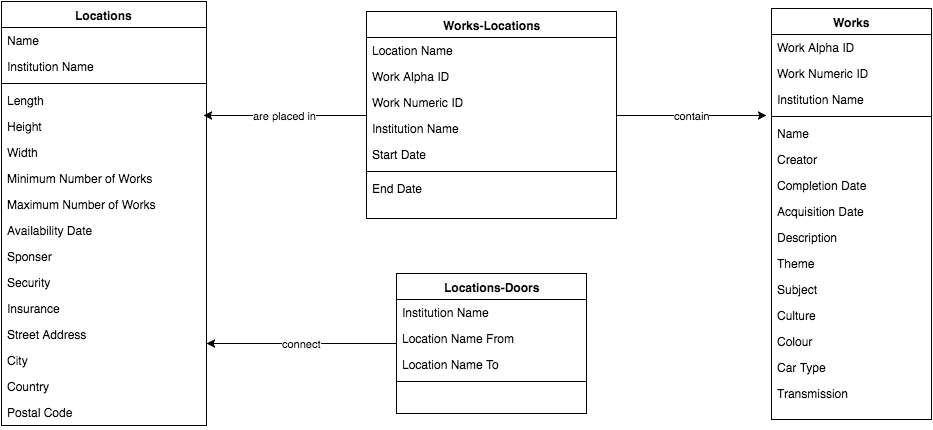 Locations
Name
Institution Name
Length
Height
Width
Minimum Number of Works
Maximum Number of Works
Availability Date
Sponser
Security
Insurance
Street Address
City
Country
Postal Code
are placed in
Works-Locations
Location Name
Work Alpha ID
Work Numeric ID
Institution Name
Start Date
End Date
contain
Works
Work Alpha ID
Work Numeric ID
Institution Name
Name
Creator
Completion Date
Acquisition Date
Description
Theme
Subject
Culture
Colour
Car Type
Transmission
connect
Locations-Doors
Institution Name
Location Name From
Location Name To